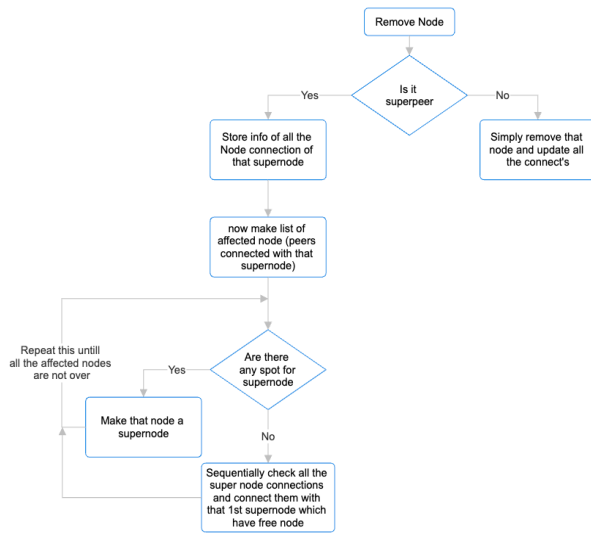 Remove Node
Is it
superpeer
Yes
No
Store info of all the
Node connection of
that supernode
Simply remove that
node and update all
the connect's
now make list of
affected node (peers
connected with that
supernode)
Repeat this untill
all the affected nodes
are not over
Are there
any spot for
supernode
Yes
Make that node a
supernode
No
Sequentially check all the
super node connections
and connect them with
that 1st supernode which
have free node